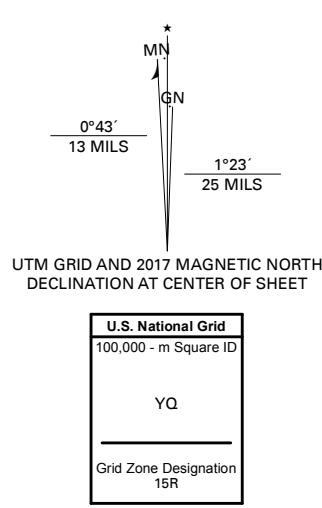 ★
MN
GN
0°43´
13 MILS
1°23´
25 MILS
UTM GRID AND 2017 MAGNETIC NORTH
DECLINATION AT CENTER OF SHEET
U.S. National Grid
100,000 - m Square ID
YQ
Grid Zone Designation
15R